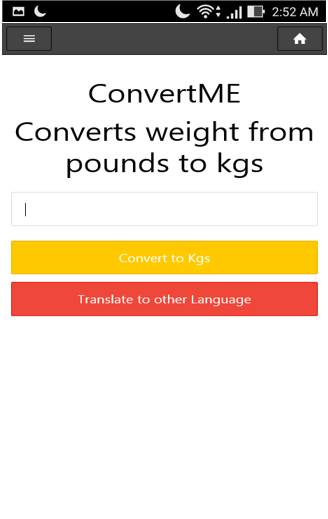 2:52 AM
ConvertME
Converts weight from
pounds to kgs
Convert to Kgs
Translate to other Language